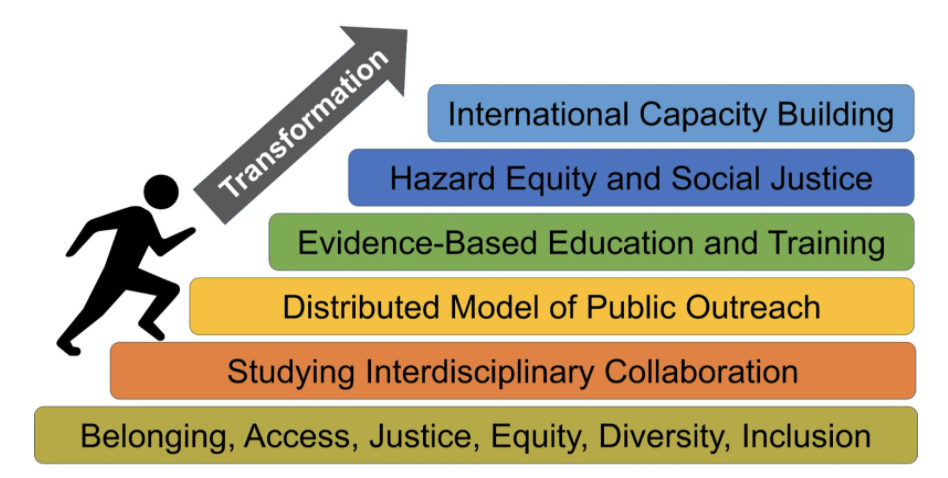 Transformation
International Capacity Building
Hazard Equity and Social Justice
Evidence-Based Education and Training
Distributed Model of Public Outreach
Studying Interdisciplinary Collaboration
Belonging, Access, Justice, Equity, Diversity, Inclusion